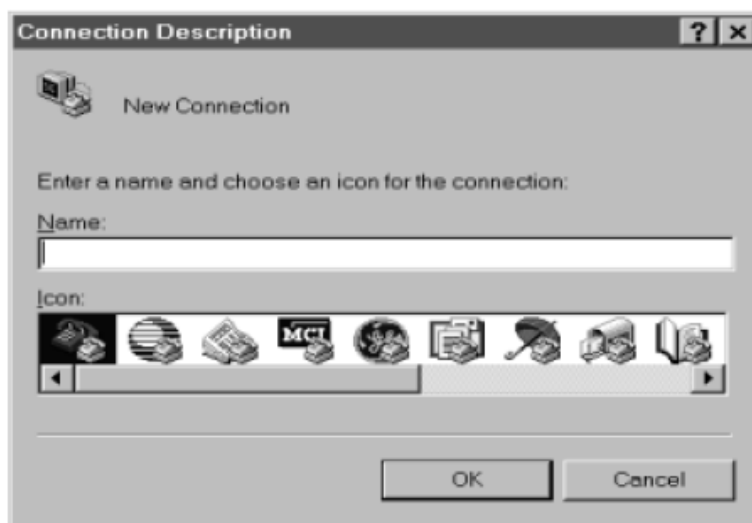 Connection Description
New Connection
Enter a name and choose an icon for the connection:
Name:
Icon:
MCI
OK
Cancel